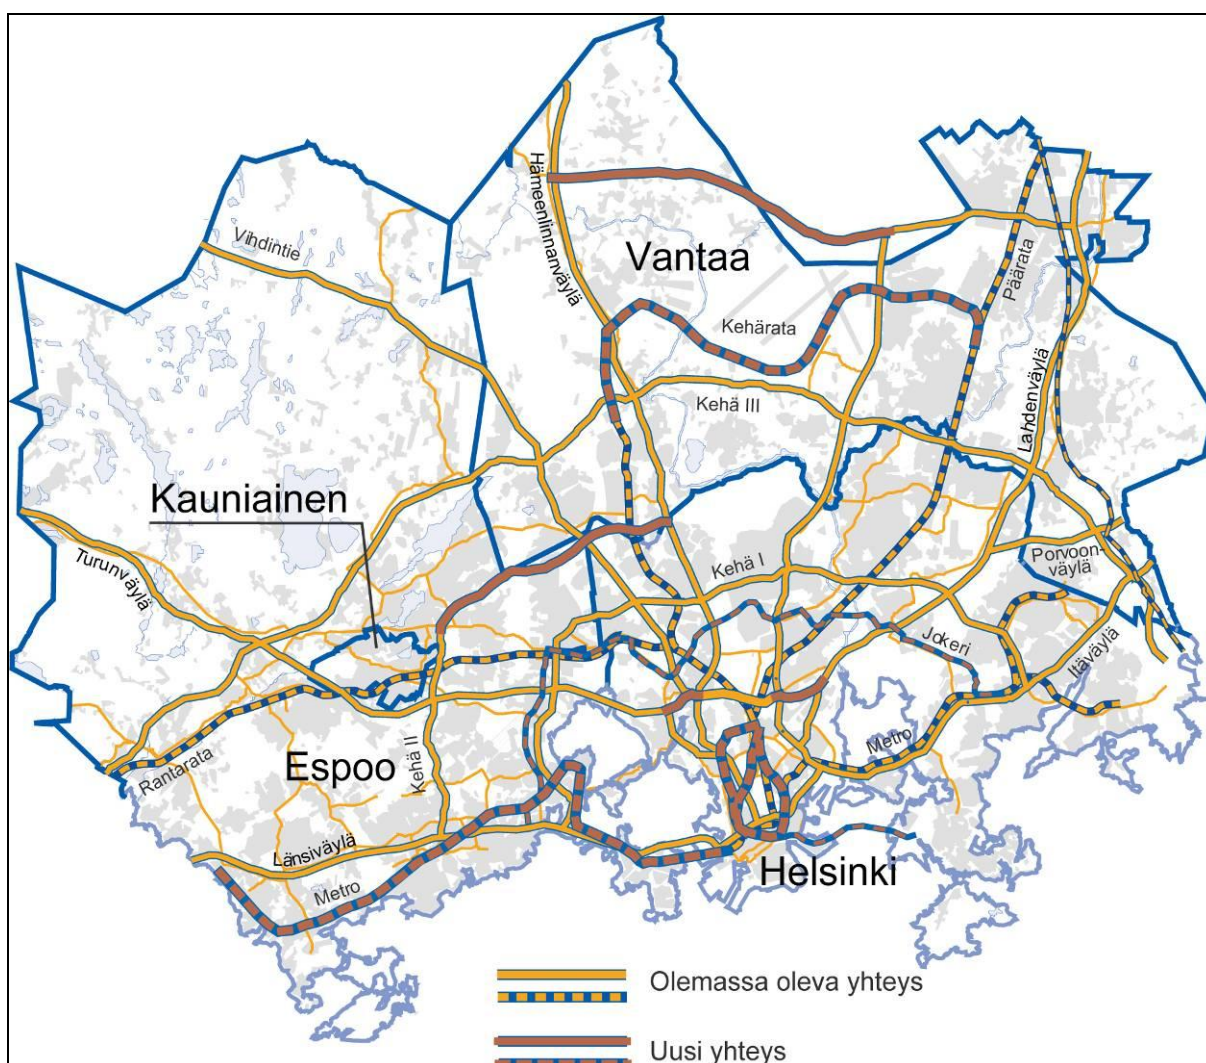 Hämeenlinnanväylä
Vihdintie
Vantaa
Päärata
Kehärata
Lahdenväylä
Kehä III
Kauniainen
Turunväylä
Kehä I
Porvoon-
väylä
Jokeri
Itäväylä
Rantarata
Espoo
Kehä II
Metro
Länsiväylä
Metro
Helsinki
Olemassa oleva yhteys
Uusi yhteys